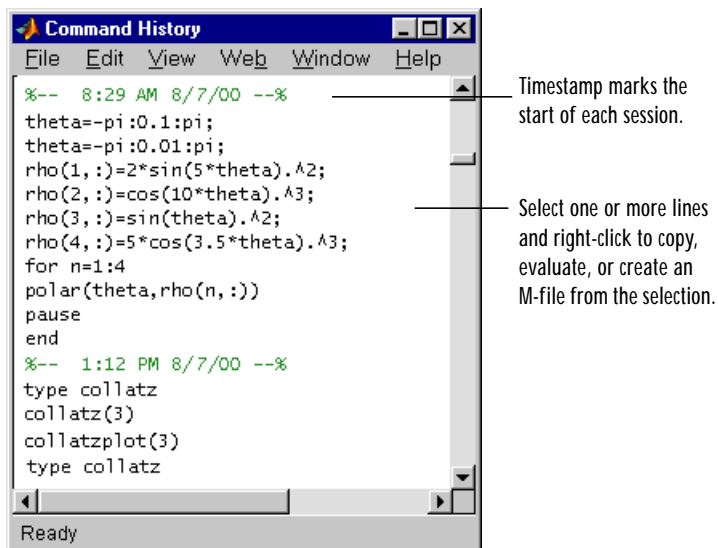 Command History
File Edit View Web Window Help
%-- 8:29 AM 8/7/00 --%
theta=-pi:0.1:pi;
theta=-pi:0.01:pi;
rho(1,:)=2*sin(5*theta).^2;
rho(2,:)=cos(10*theta).^3;
rho(3,:)=sin(theta).^2;
rho(4,:)=5*cos(3.5*theta).^3;
for n=1:4
polar(theta,rho(n,:))
pause
end
%-- 1:12 PM 8/7/00 --%
type collatz
collatz(3)
collatzplot(3)
type collatz
Ready
Timestamp marks the
start of each session.
Select one or more lines
and right-click to copy,
evaluate, or create an
M-file from the selection.